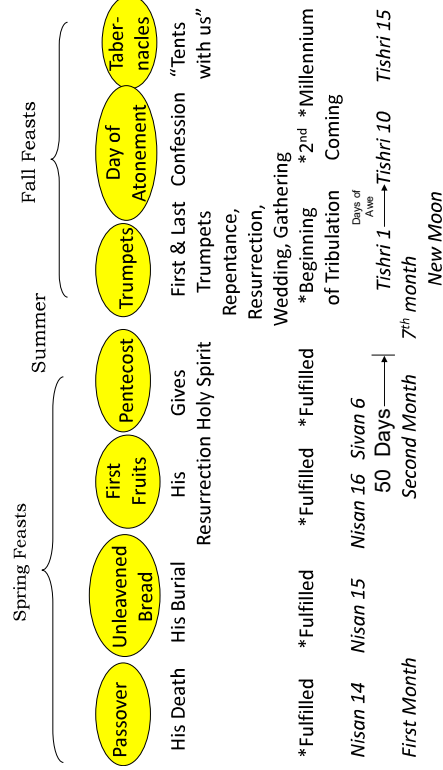 Spring Feasts
Summer
Fall Feasts
Passover
Unleavened
Bread
First
Fruits
Pentecost
Trumpets
Day of
Atonement
Taber-
nacles
His Death
His Burial
His
Resurrection
Gives
Holy Spirit
First & Last
Trumpets
Repentance,
Resurrection,
Wedding, Gathering
Confession
“Tents
with us”
*Fulfilled
*Fulfilled
*Fulfilled
*Fulfilled
*Beginning
of Tribulation
*2nd
Coming
*Millennium
Nisan 14
Nisan 15
Nisan 16
Sivan 6
50 Days
Tishri 1
Days of
Awe
Tishri 10
Tishri 15
First Month
Second Month
7th month
New Moon